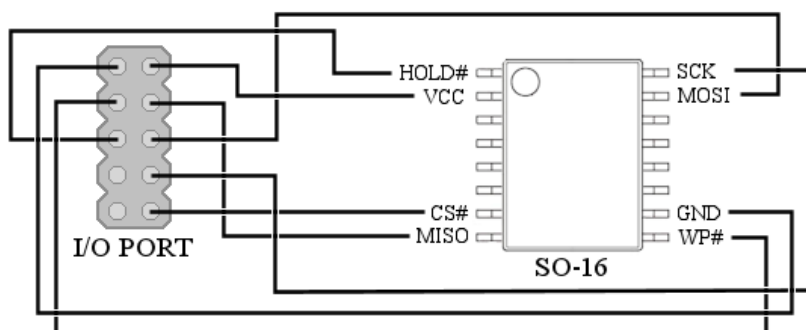 HOLD#
VCC
CS#
MISO
SCK
MOSI
GND
WP#
I/O PORT
SO-16